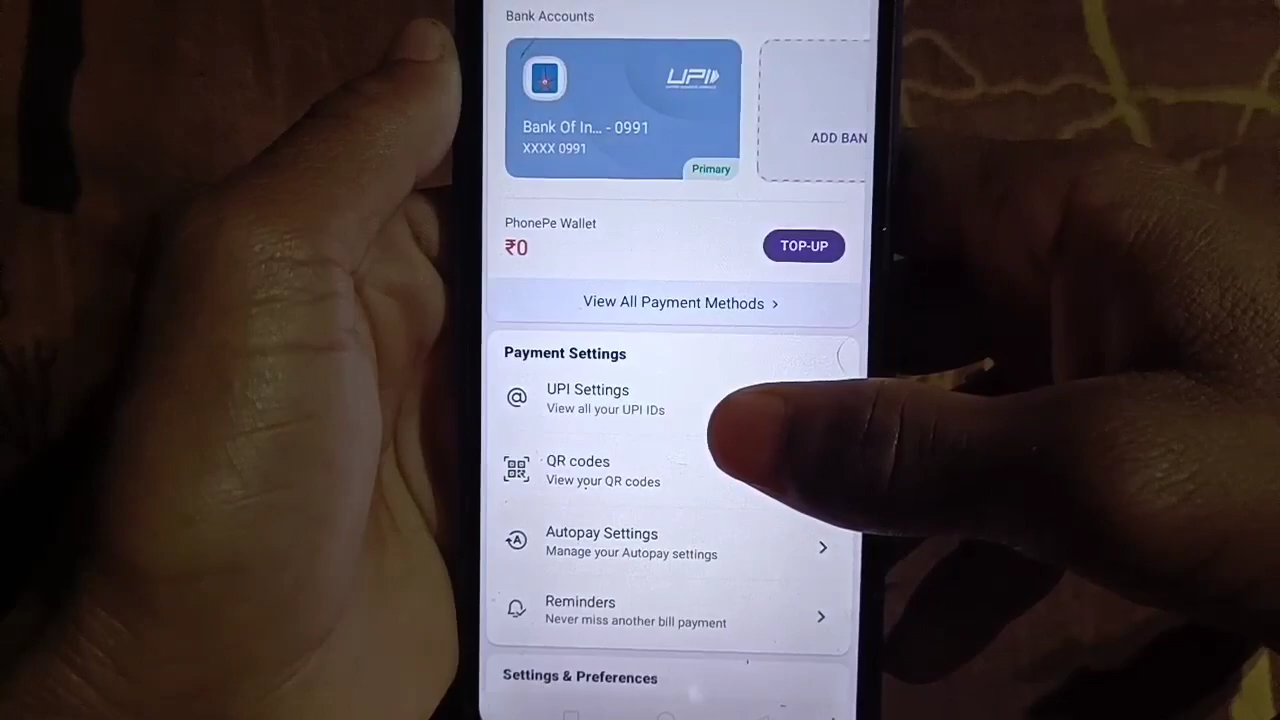 Bank Accounts
UPI
Bank Of In... - 0991
XXXX 0991
Primary
ADD BAN
PhonePe Wallet
₹0
TOP-UP
View All Payment Methods >
Payment Settings
UPI Settings
View all your UPI IDs
QR codes
View your QR codes
Autopay Settings
Manage your Autopay settings
Reminders
Never miss another bill payment
Settings & Preferences